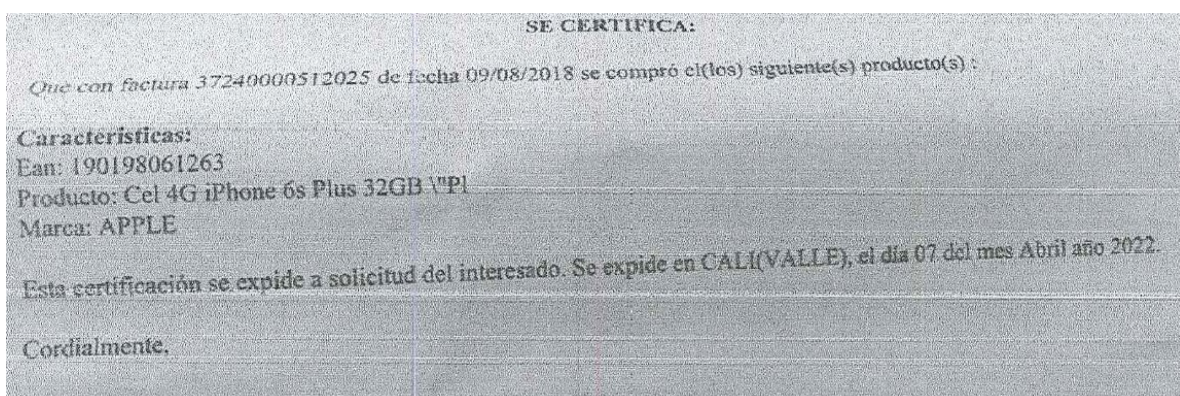 SE CERTIFICA:
Que con factura 37240000512025 de fecha 09/08/2018 se compró el(los) siguiente(s) producto(s) :
Características:
Ean: 190198061263
Producto: Cel 4G iPhone 6s Plus 32GB \"Pl
Marca: APPLE
Esta certificación se expide a solicitud del interesado. Se expide en CALI(VALLE), el día 07 del mes Abril año 2022.
Cordialmente,